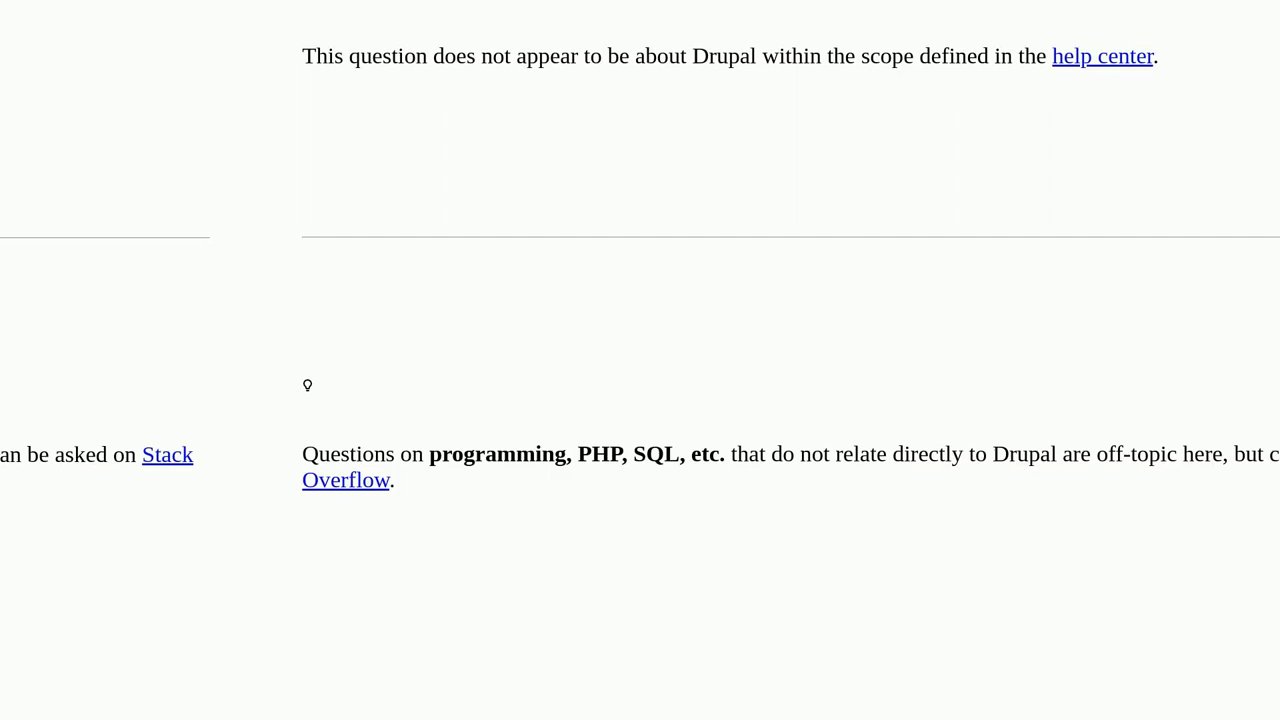 This question does not appear to be about Drupal within the scope defined in the help center.
an be asked on Stack
Questions on programming, PHP, SQL, etc. that do not relate directly to Drupal are off-topic here, but c
Overflow.